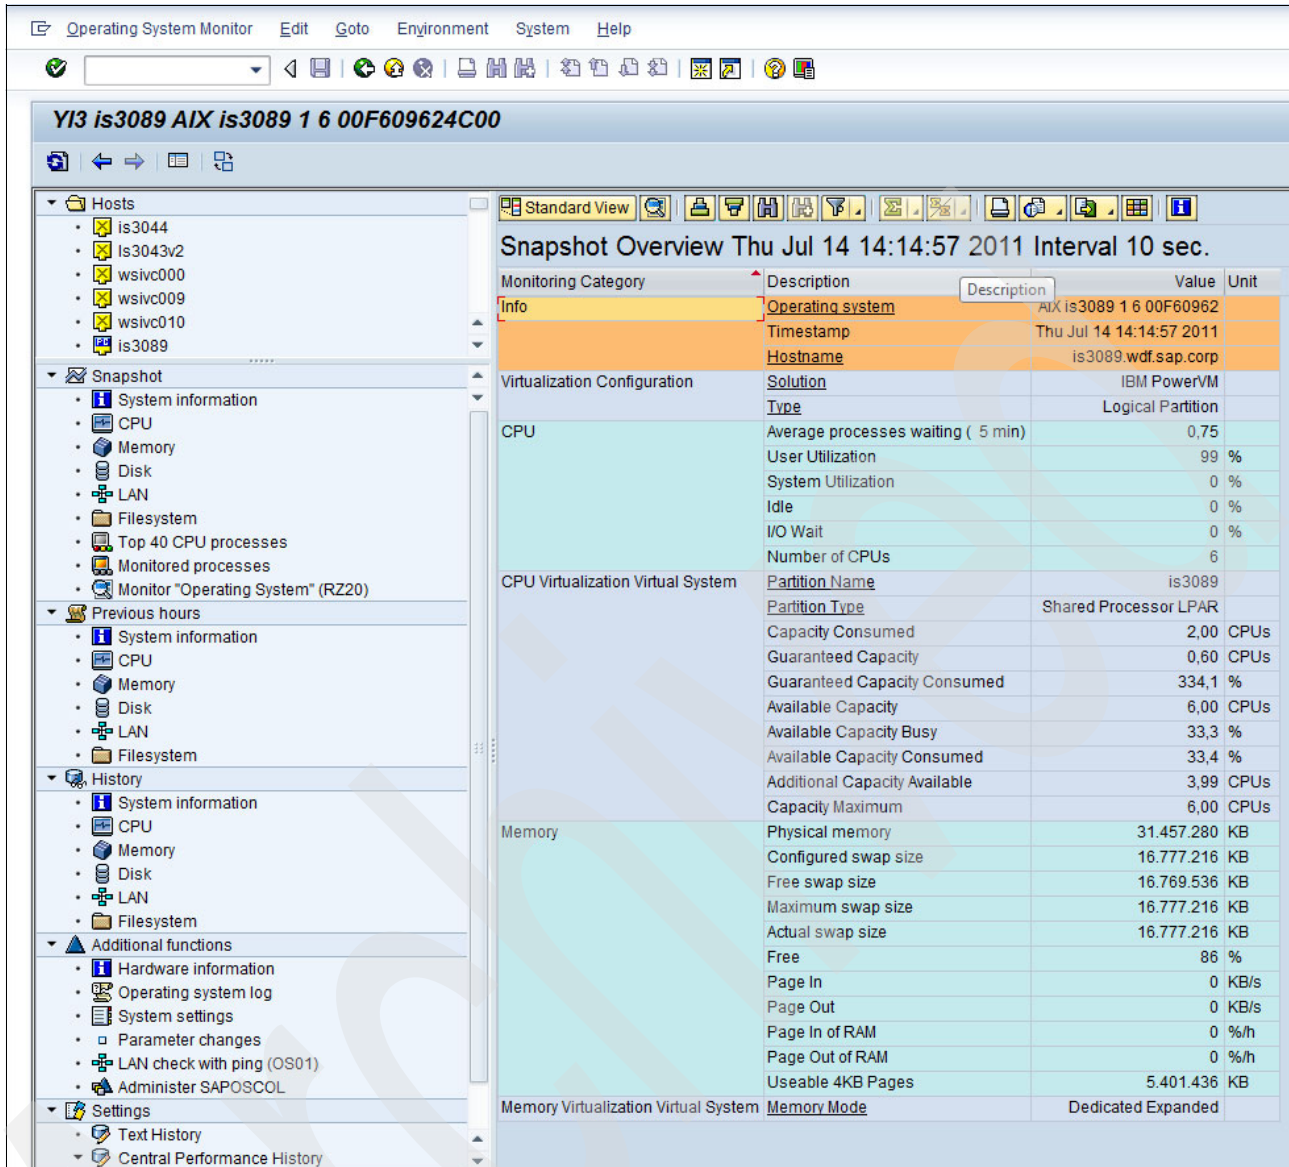 Operating System Monitor Edit Goto Environment System Help
YI3 is3089 AIX is3089 1 6 00F609624C00
Hosts
is3044
Is3043v2
wsivc000
wsivc009
wsivc010
is3089
Snapshot
System information
CPU
Memory
Disk
LAN
Filesystem
Top 40 CPU processes
Monitored processes
Monitor "Operating System" (RZ20)
Previous hours
System information
CPU
Memory
Disk
LAN
Filesystem
History
System information
CPU
Memory
Disk
LAN
Filesystem
Additional functions
Hardware information
Operating system log
System settings
Parameter changes
LAN check with ping (OS01)
Administer SAPOSCOL
Settings
Text History
Central Performance History
Standard View
Snapshot Overview Thu Jul 14 14:14:57 2011 Interval 10 sec.
Monitoring Category Description Value Unit
Description
Info Operating system AIX is3089 1 6 00F60962
Timestamp Thu Jul 14 14:14:57 2011
Hostname is3089.wdf.sap.corp
Virtualization Configuration Solution IBM PowerVM
Type Logical Partition
CPU Average processes waiting ( 5 min) 0,75
User Utilization 99 %
System Utilization 0 %
Idle 0 %
I/O Wait 0 %
Number of CPUs 6
CPU Virtualization Virtual System Partition Name is3089
Partition Type Shared Processor LPAR
Capacity Consumed 2,00 CPUs
Guaranteed Capacity 0,60 CPUs
Guaranteed Capacity Consumed 334,1 %
Available Capacity 6,00 CPUs
Available Capacity Busy 33,3 %
Available Capacity Consumed 33,4 %
Additional Capacity Available 3,99 CPUs
Capacity Maximum 6,00 CPUs
Memory Physical memory 31.457.280 KB
Configured swap size 16.777.216 KB
Free swap size 16.769.536 KB
Maximum swap size 16.777.216 KB
Actual swap size 16.777.216 KB
Free 86 %
Page In 0 KB/s
Page Out 0 KB/s
Page In of RAM 0 %/h
Page Out of RAM 0 %/h
Useable 4KB Pages 5.401.436 KB
Memory Virtualization Virtual System Memory Mode Dedicated Expanded